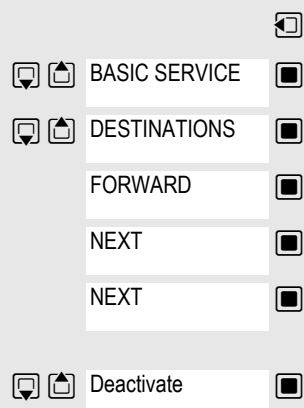 BASIC SERVICE
DESTINATIONS
FORWARD
NEXT
NEXT
Deactivate